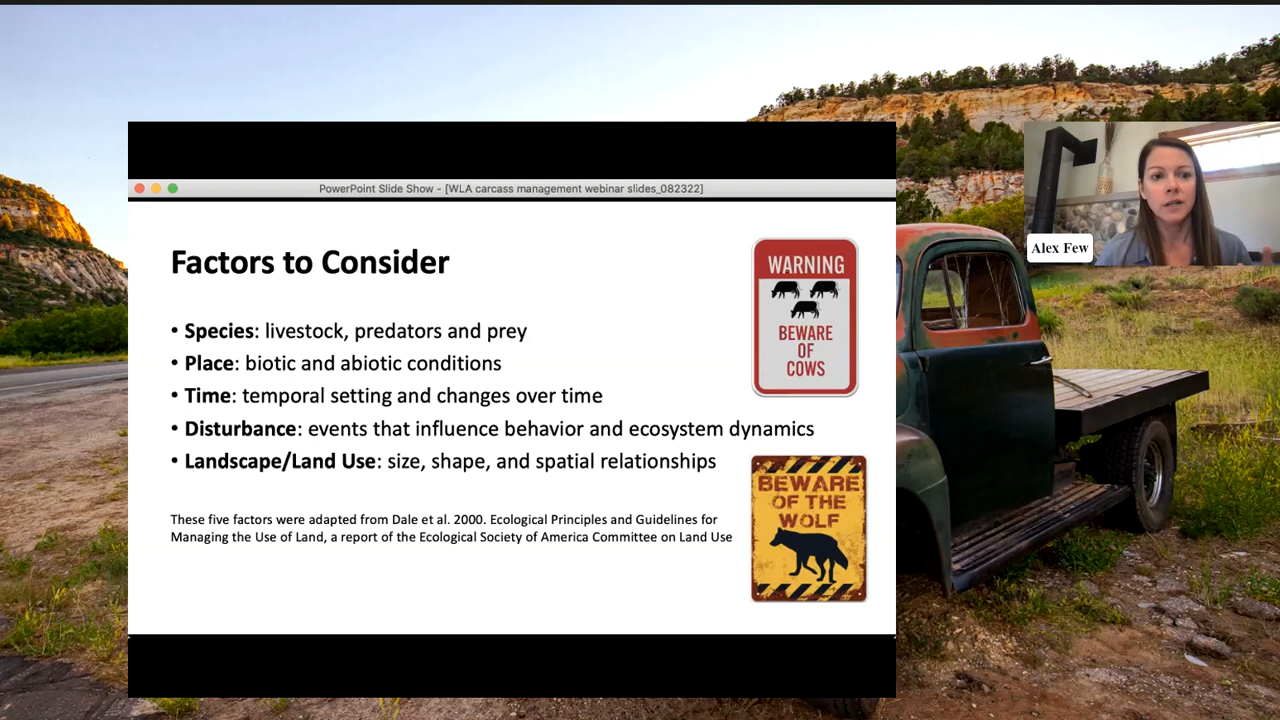 PowerPoint Slide Show - [WLA carcass management webinar slides_082322]
Factors to Consider
• Species: livestock, predators and prey
• Place: biotic and abiotic conditions
• Time: temporal setting and changes over time
• Disturbance: events that influence behavior and ecosystem dynamics
• Landscape/Land Use: size, shape, and spatial relationships
These five factors were adapted from Dale et al. 2000. Ecological Principles and Guidelines for
Managing the Use of Land, a report of the Ecological Society of America Committee on Land Use
WARNING
BEWARE
OF
COWS
BEWARE
OF THE
WOLF
Alex Few